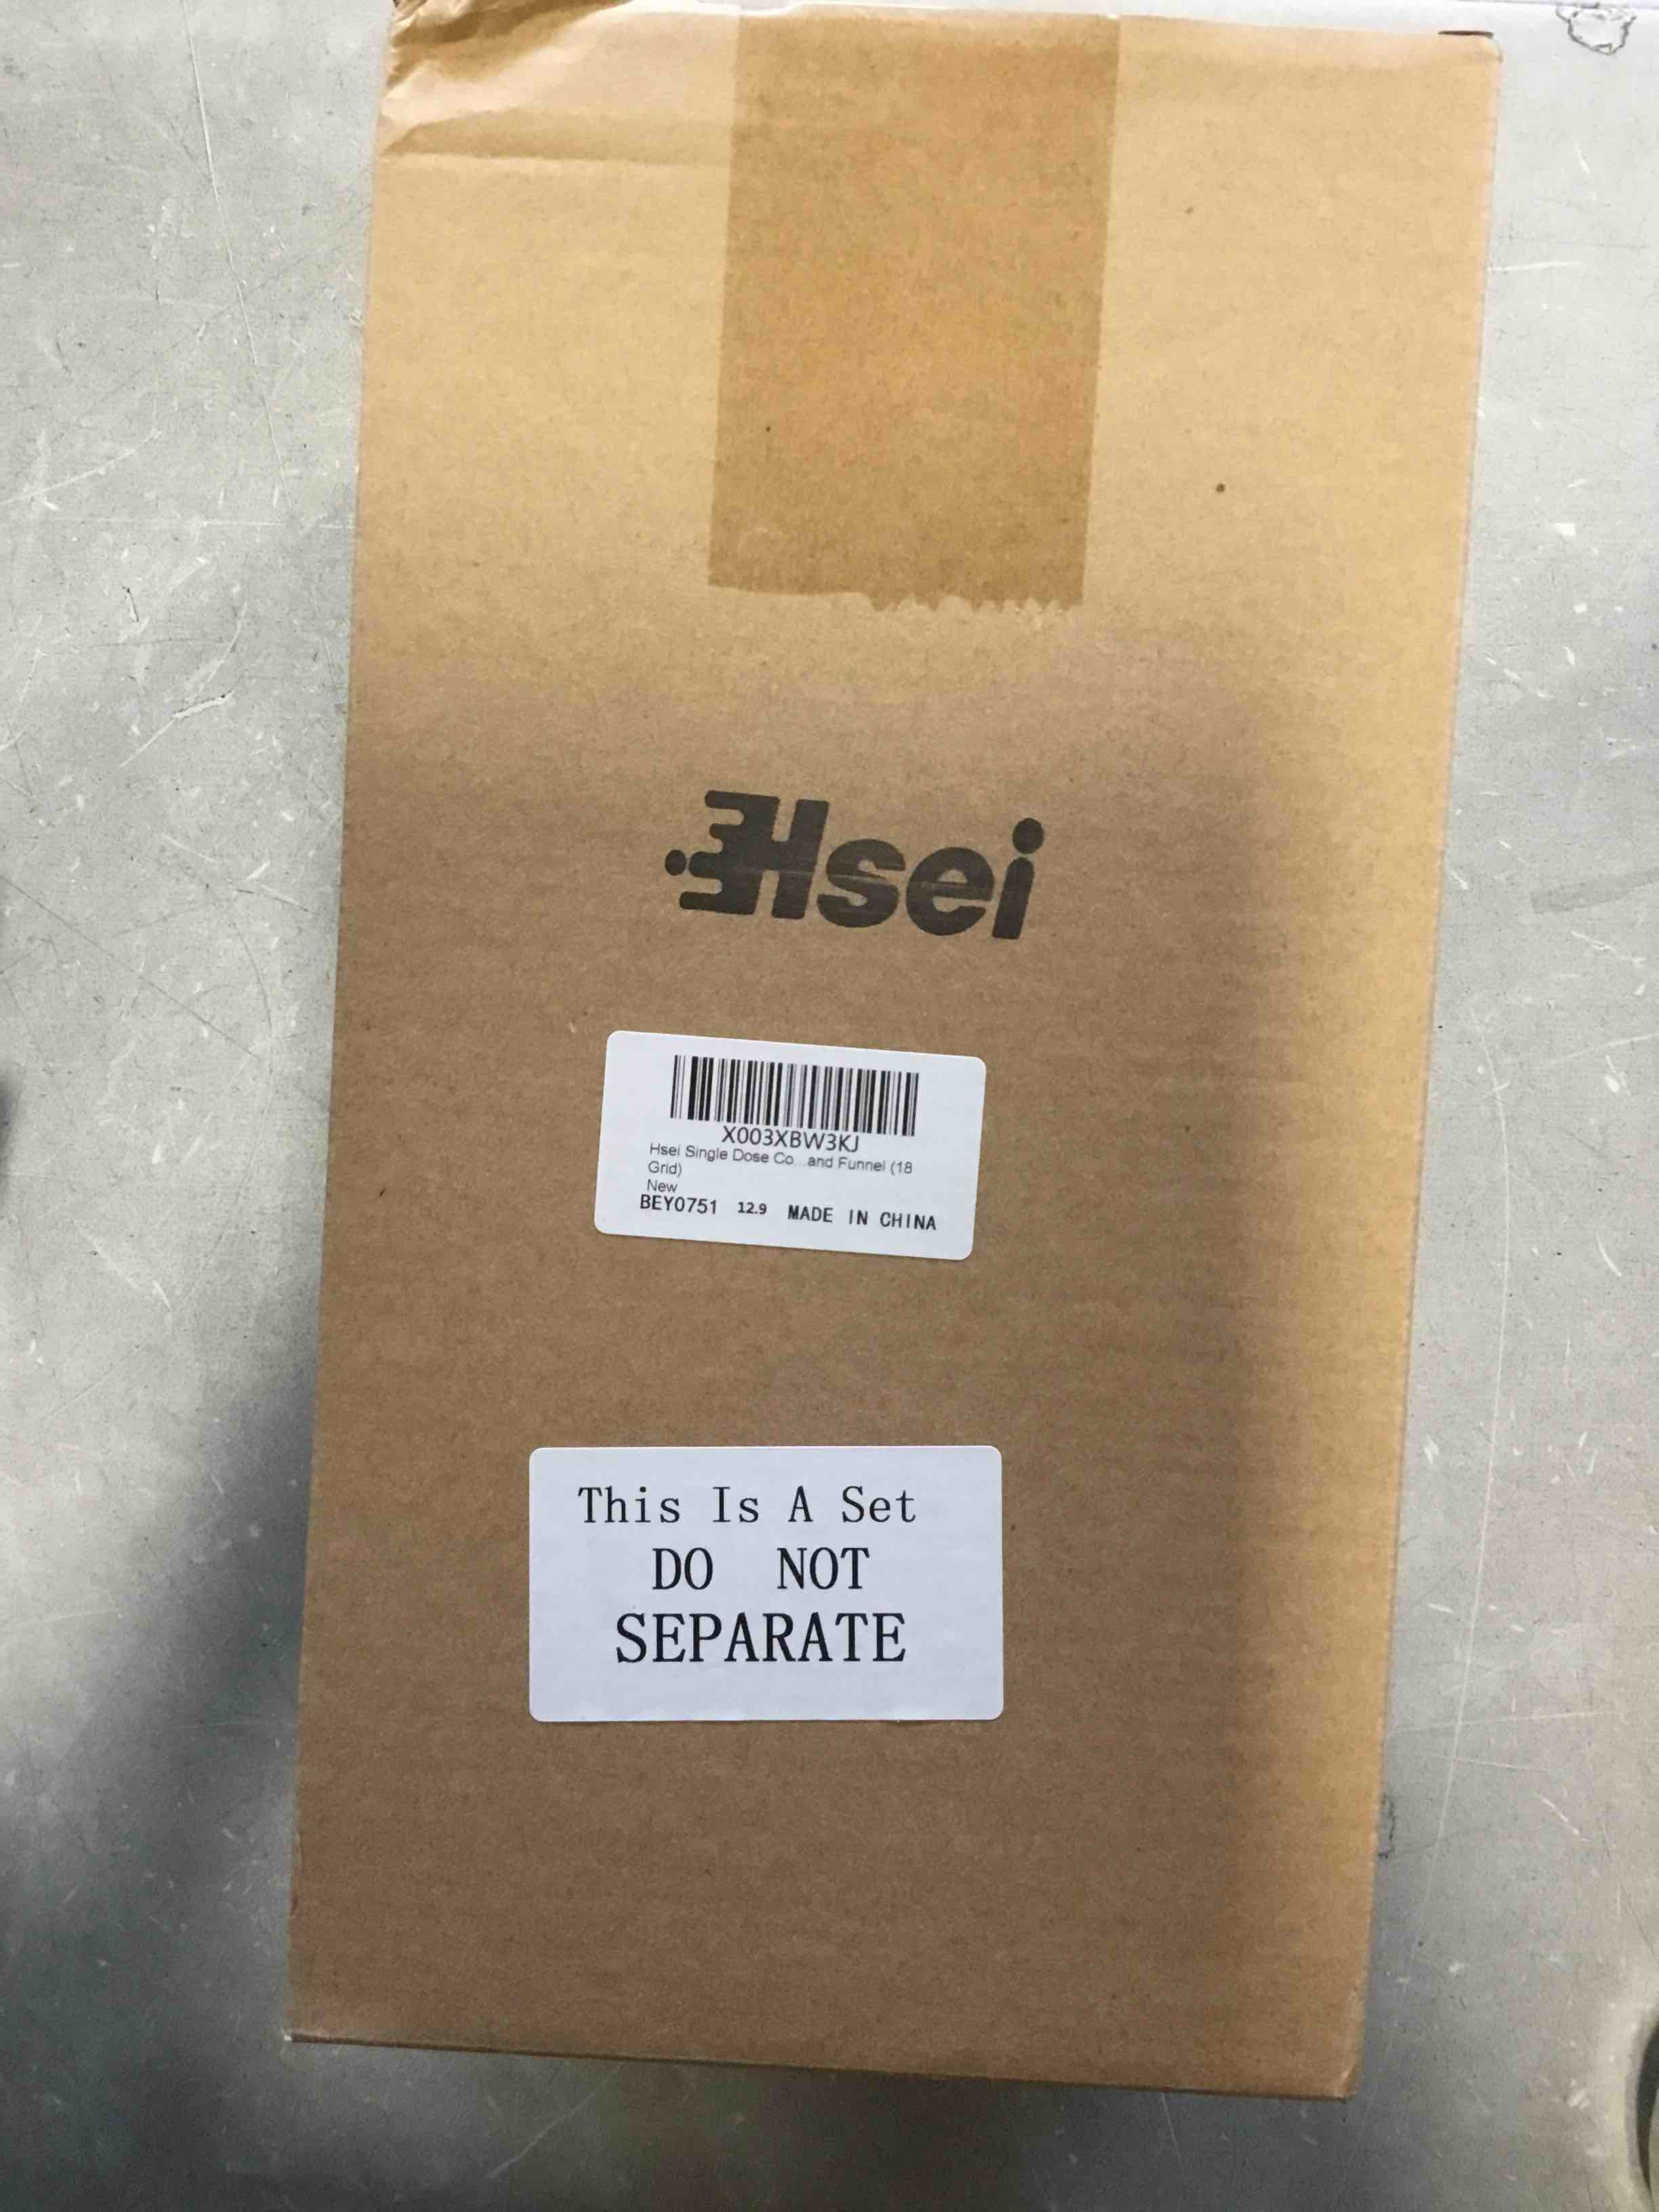 Hsei
X003XBW3KJ
Hsei Single Dose Co...and Funnel (18
Grid)
New
BEY0751 12.9 MADE IN CHINA
This Is A Set
DO NOT
SEPARATE